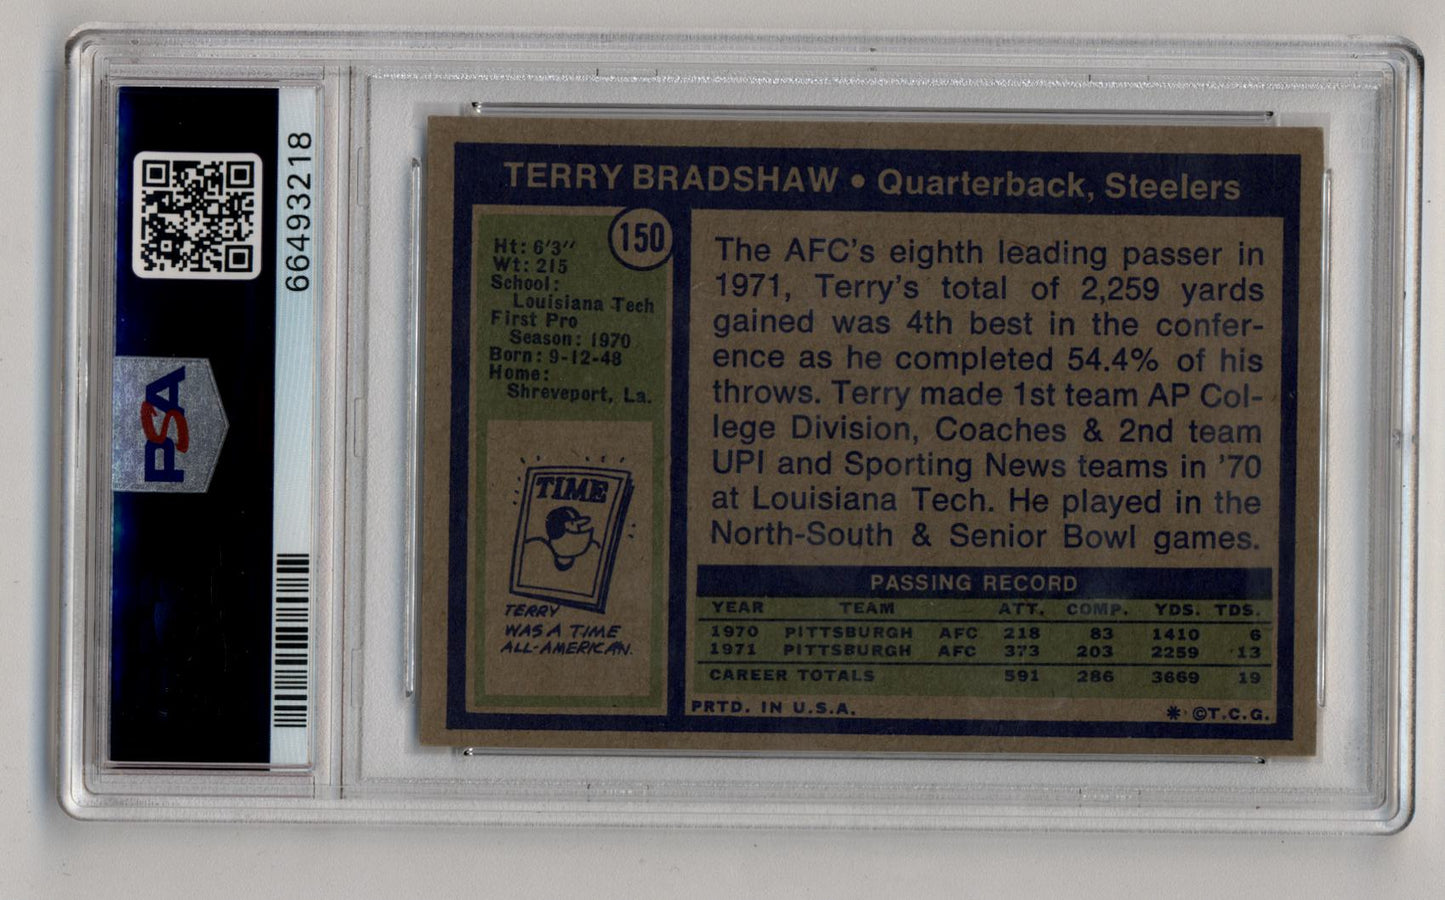 PSA
66493218
TERRY BRADSHAW • Quarterback, Steelers
150
Ht: 6'3''
Wt: 215
School:
Louisiana Tech
First Pro
Season: 1970
Born: 9-12-48
Home:
Shreveport, La.
TIME
TERRY
WAS A TIME
ALL-AMERICAN.
The AFC's eighth leading passer in
1971, Terry's total of 2,259 yards
gained was 4th best in the confer-
ence as he completed 54.4% of his
throws. Terry made 1st team AP Col-
lege Division, Coaches & 2nd team
UPI and Sporting News teams in '70
at Louisiana Tech. He played in the
North-South & Senior Bowl games.
PASSING RECORD
YEAR TEAM ATT. COMP. YDS. TDS.
1970 PITTSBURGH AFC 218 83 1410 6
1971 PITTSBURGH AFC 373 203 2259 13
CAREER TOTALS 591 286 3669 19
PRTD. IN U.S.A.
* ©T.C.G.